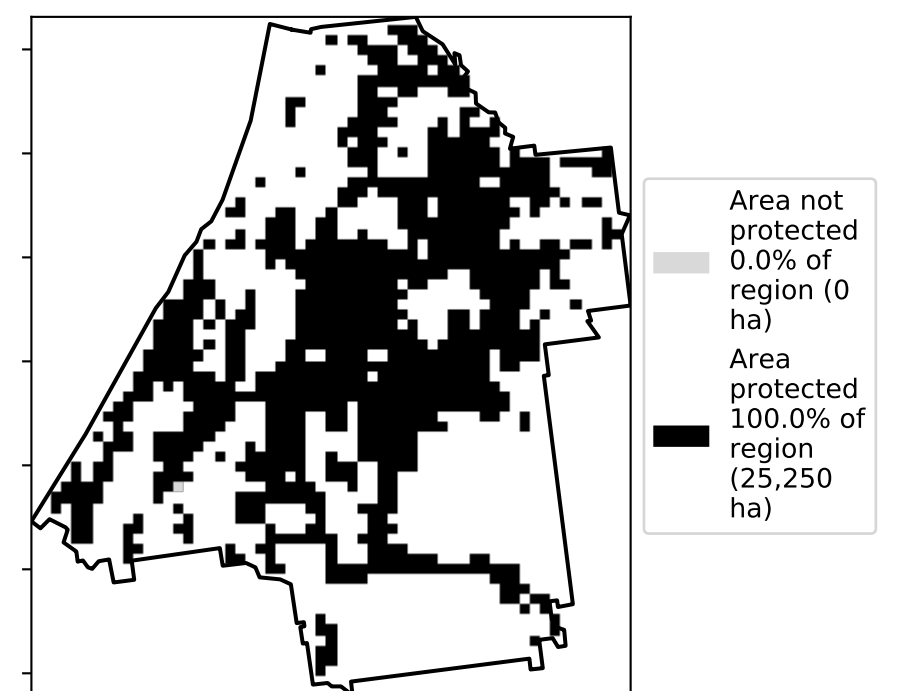 Area not
protected
0.0% of
region (0
ha)
Area
protected
100.0% of
region
(25,250
ha)